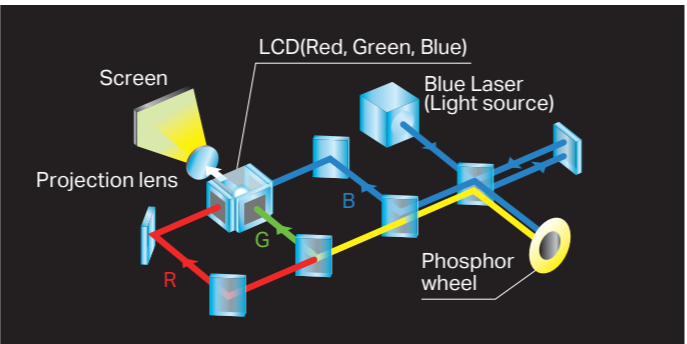 LCD(Red, Green, Blue)
Screen
Blue Laser
(Light source)
Projection lens
B
G
R
Phosphor
wheel